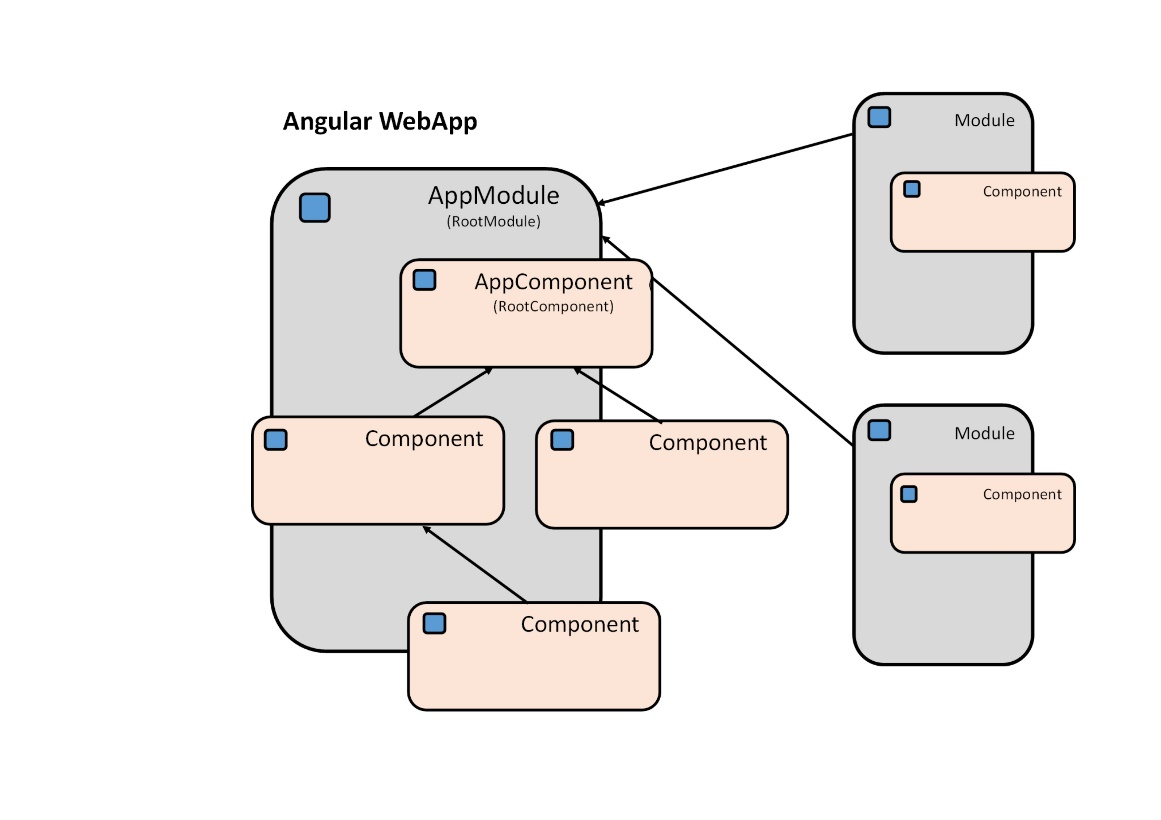 Angular WebApp
AppModule
(RootModule)
AppComponent
(RootComponent)
Component
Component
Component
Module
Component
Module
Component